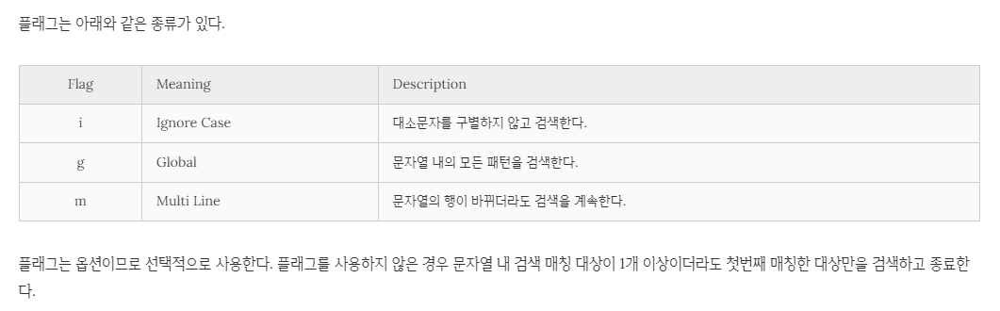 플래그는 아래와 같은 종류가 있다.
Flag Meaning Description
i Ignore Case 대소문자를 구별하지 않고 검색한다.
g Global 문자열 내의 모든 패턴을 검색한다.
m Multi Line 문자열의 행이 바뀌더라도 검색을 계속한다.
플래그는 옵션이므로 선택적으로 사용한다. 플래그를 사용하지 않은 경우 문자열 내 검색 매칭 대상이 1개 이상이더라도 첫번째 매칭한 대상만을 검색하고 종료한
다.